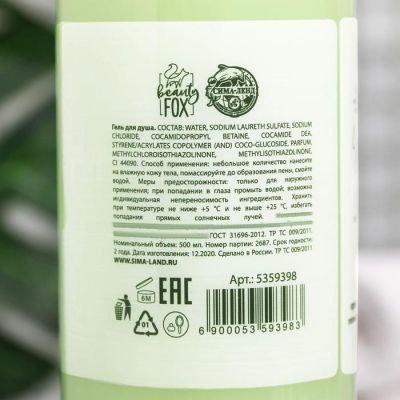 beauty
FOX
СИМА-ЛЕНД
Гель для душа. СОСТАВ: WATER, SODIUM LAURETH SULFATE, SODIUM
CHLORIDE, COCAMIDOPROPYL BETAINE, COCAMIDE DEA,
STYRENE/ACRYLATES COPOLYMER (AND) COCO-GLUCOSIDE, PARFUM,
METHYLCHLOROISOTHIAZOLINONE, METHYLISOTHIAZOLINONE,
CI 44090. Способ применения: небольшое количество нанесите
на влажную кожу тела, помассируйте до образования пены, смойте
водой. Меры предосторожности: только для наружного
применения; при попадании в глаза промыть водой; возможна
индивидуальная непереносимость ингредиентов. Хранить
при температуре не ниже +5 °C и не выше +25 °C, избегать
попадания прямых солнечных лучей. ГОСТ 31696-2012. ТР ТС 009/2011.
Номинальный объем: 500 мл. Номер партии: 2687. Срок годности:
2 года. Дата изготовления: 12.2020. Сделано в России. ТР ТС 009/2011.
WWW.SIMA-LAND.RU
Арт.: 5359398
6М
ЕАС
01
6 900053 593983